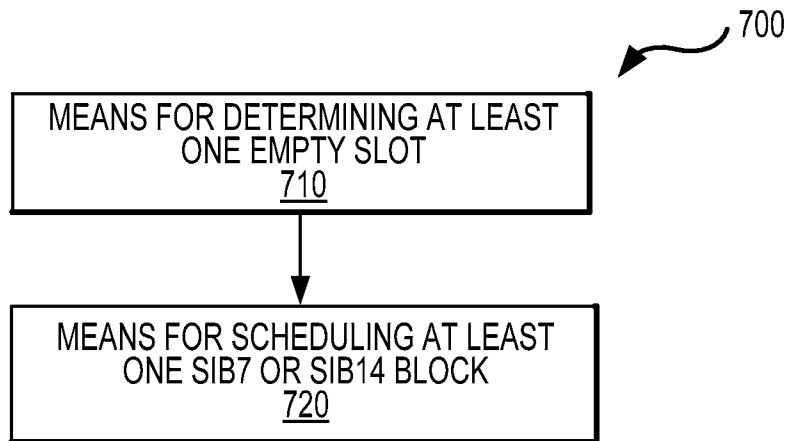 700
MEANS FOR DETERMINING AT LEAST
ONE EMPTY SLOT
710
MEANS FOR SCHEDULING AT LEAST
ONE SIB7 OR SIB14 BLOCK
720